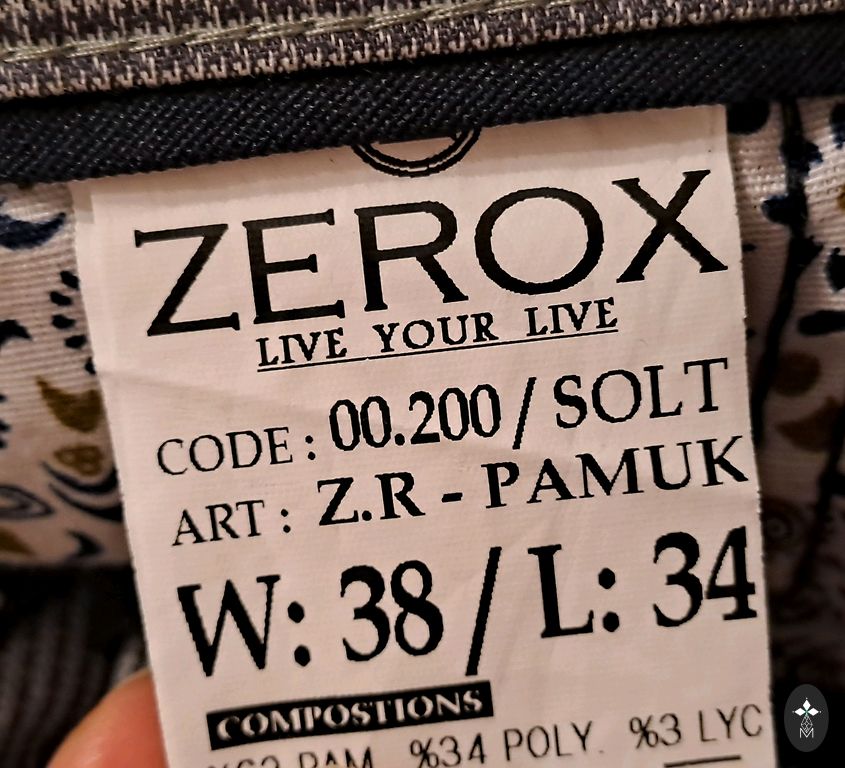 ZEROX
LIVE YOUR LIVE
CODE: 00.200 / SOLT
ART: Z.R - PAMUK
W: 38 / L: 34
COMPOSTIONS
%34 POLY. %3 LYC